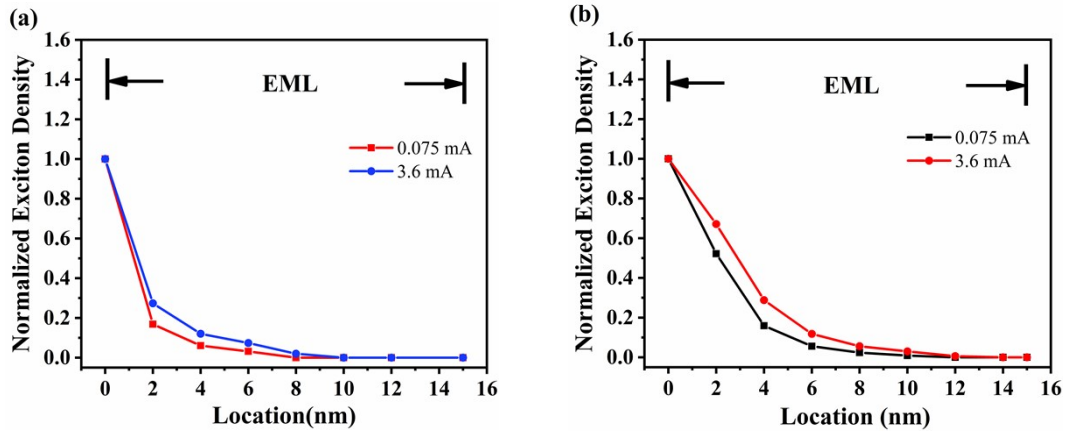 (a)
1.6
1.4
1.2
1.0
0.8
0.6
0.4
0.2
0.0
Normalized Exciton Density
EML
0.075 mA
3.6 mA
0 2 4 6 8 10 12 14 16
Location(nm)
(b)
1.6
1.4
1.2
1.0
0.8
0.6
0.4
0.2
0.0
Normalized Exciton Density
EML
0.075 mA
3.6 mA
0 2 4 6 8 10 12 14 16
Location (nm)